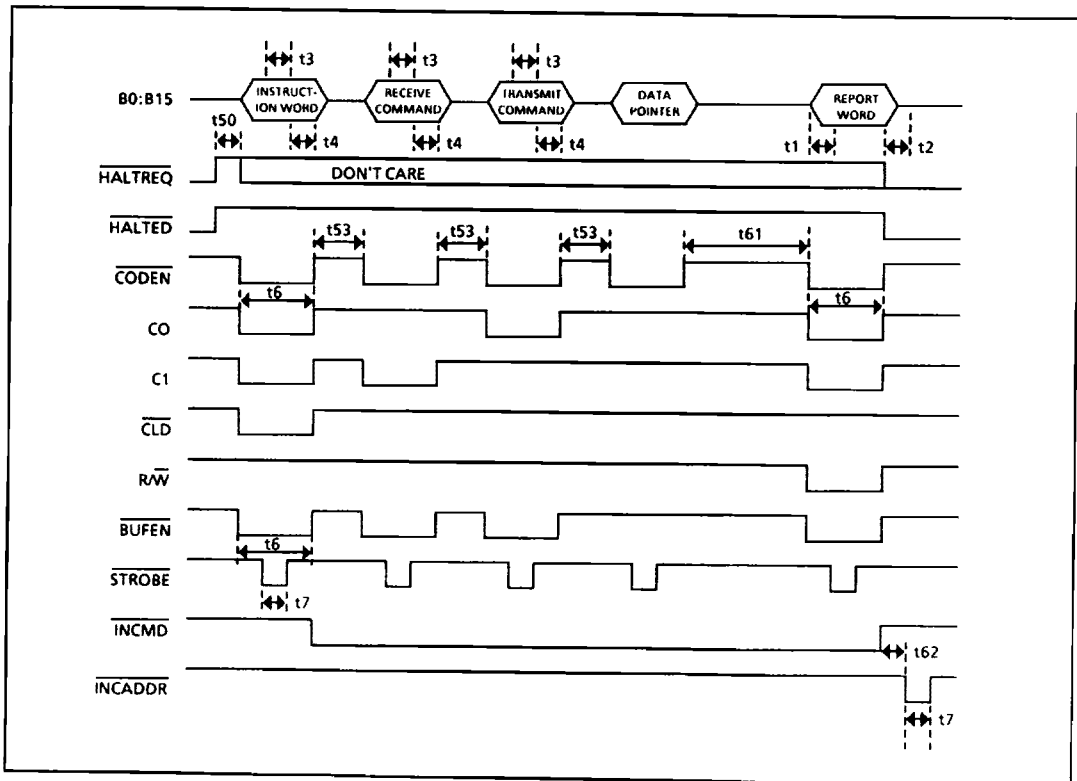 t3 t3 t3
B0:B15 INSTRUCT- RECEIVE TRANSMIT DATA REPORT
ION WORD COMMAND COMMAND POINTER WORD
t50 t4 t4 t4 t1 t2
HALTREQ DON'T CARE
HALTED
t53 t53 t53 t61
CODEN
t6 t6
CO
C1
CLD
R/W
BUFEN
t6
STROBE
t7
INCMD
t62
INCADDR
t7